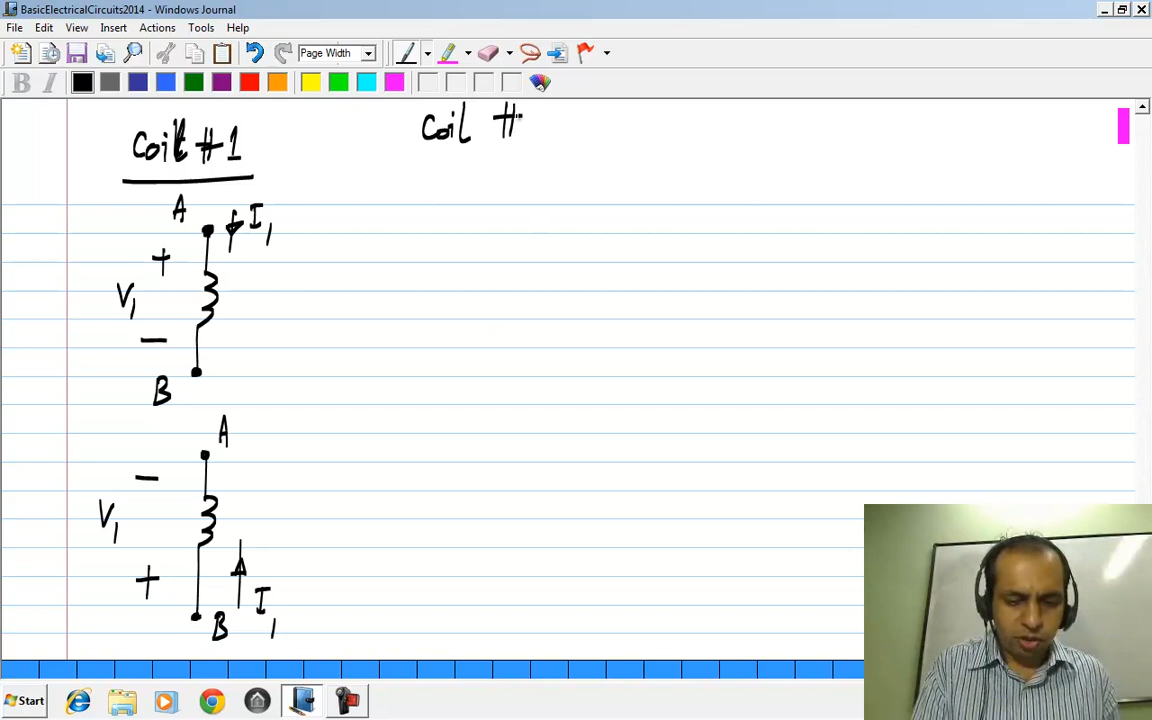 BasicElectricalCircuits2014 - Windows Journal
File Edit View Insert Actions Tools Help
Page Width
B I
Coil #1
Coil #
A
I1
+
V1
−
B
A
−
V1
+
I1
B
Start